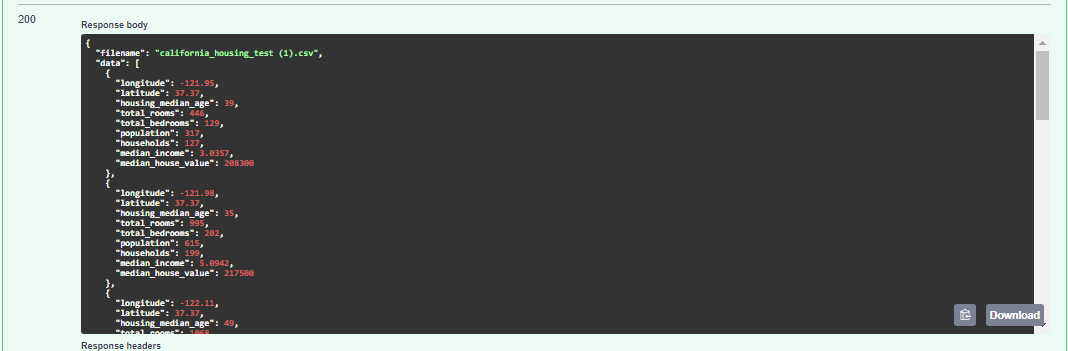 200
Response body
{
"filename": "california_housing_test (1).csv",
"data": [
{
"longitude": -121.95,
"latitude": 37.37,
"housing_median_age": 39,
"total_rooms": 446,
"total_bedrooms": 129,
"population": 317,
"households": 127,
"median_income": 3.0357,
"median_house_value": 208300
},
{
"longitude": -121.98,
"latitude": 37.37,
"housing_median_age": 35,
"total_rooms": 995,
"total_bedrooms": 202,
"population": 615,
"households": 199,
"median_income": 5.0942,
"median_house_value": 217500
},
{
"longitude": -122.11,
"latitude": 37.37,
"housing_median_age": 49,
"total_rooms": 1068,
Download
Response headers